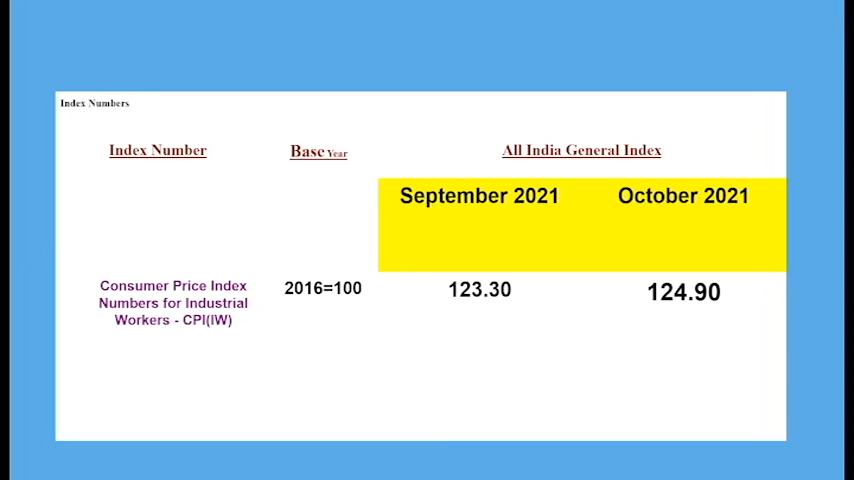 Index Numbers
Index Number Base Year All India General Index
September 2021 October 2021
Consumer Price Index
Numbers for Industrial
Workers - CPI(IW)
2016=100 123.30 124.90